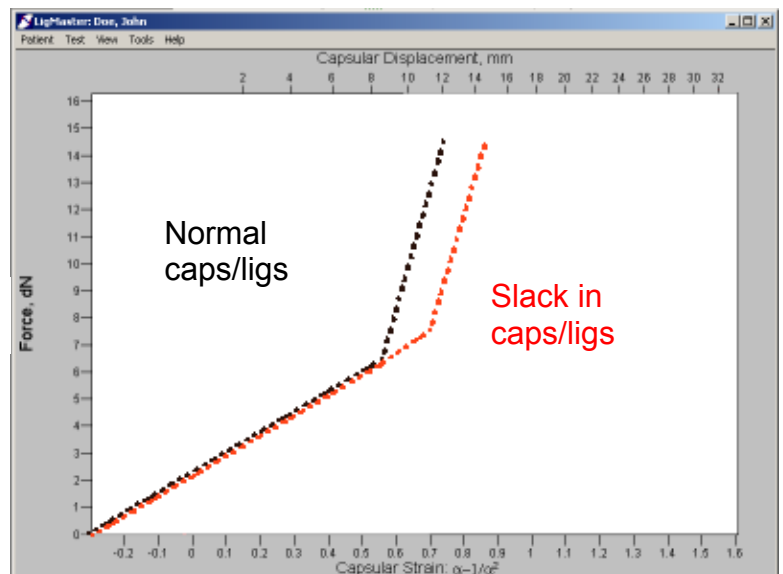 LigMaster: Doe, John
Patient Test View Tools Help
Capsular Displacement, mm
2 4 6 8 10 12 14 16 18 20 22 24 26 28 30 32
16
15
14
13
12
11
10
9
8
7
6
5
4
3
2
1
0
Force, dN
Normal
caps/ligs
Slack in
caps/ligs
-0.2 -0.1 0 0.1 0.2 0.3 0.4 0.5 0.6 0.7 0.8 0.9 1 1.1 1.2 1.3 1.4 1.5 1.6
Capsular Strain: α-1/α²